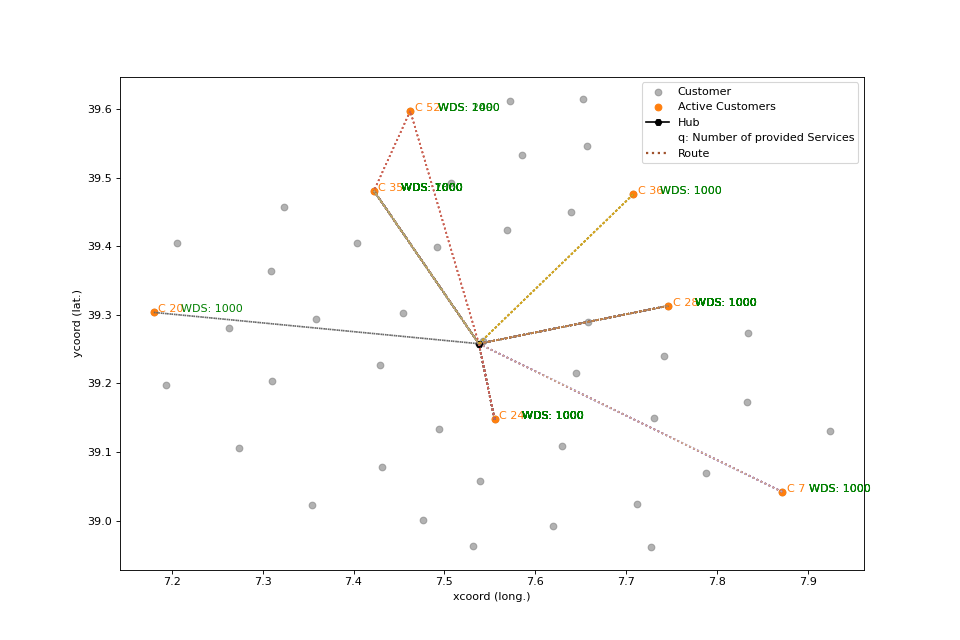 Customer
Active Customers
Hub
q: Number of provided Services
Route
C 52
C 35
WDS: 1000
C 36 WDS: 1000
C 20 WDS: 1000
C 28 WDS: 1000
C 24 WDS: 1000
C 7 WDS: 1000
39.6
39.5
39.4
39.3
39.2
39.1
39.0
ycoord (lat.)
7.2 7.3 7.4 7.5 7.6 7.7 7.8 7.9
xcoord (long.)